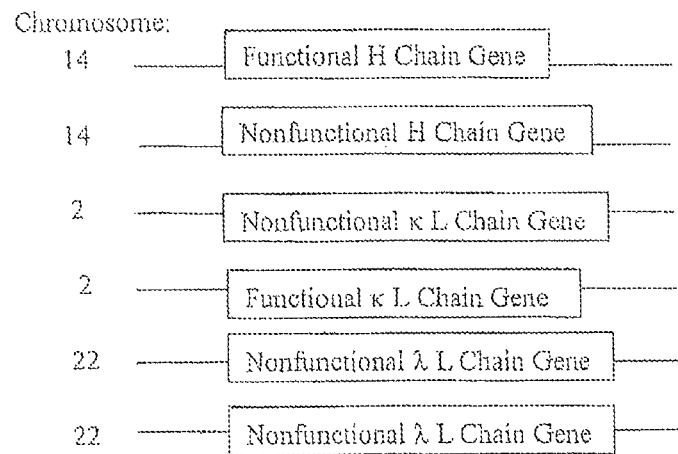 Chromosome:
14 Functional H Chain Gene
14 Nonfunctional H Chain Gene
2 Nonfunctional κ L Chain Gene
2 Functional κ L Chain Gene
22 Nonfunctional λ L Chain Gene
22 Nonfunctional λ L Chain Gene